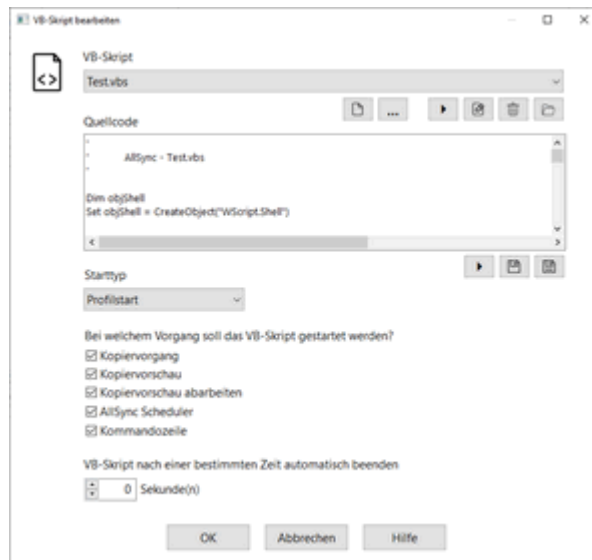 VB-Skript bearbeiten
VB-Skript
Test.vbs
...
Quellcode
'
' AllSync - Test.vbs
'
Dim objShell
Set objShell = CreateObject("WScript.Shell")
Starttyp
Profilstart
Bei welchem Vorgang soll das VB-Skript gestartet werden?
Kopiervorgang
Kopiervorschau
Kopiervorschau abarbeiten
AllSync Scheduler
Kommandozeile
VB-Skript nach einer bestimmten Zeit automatisch beenden
0 Sekunde(n)
OK Abbrechen Hilfe